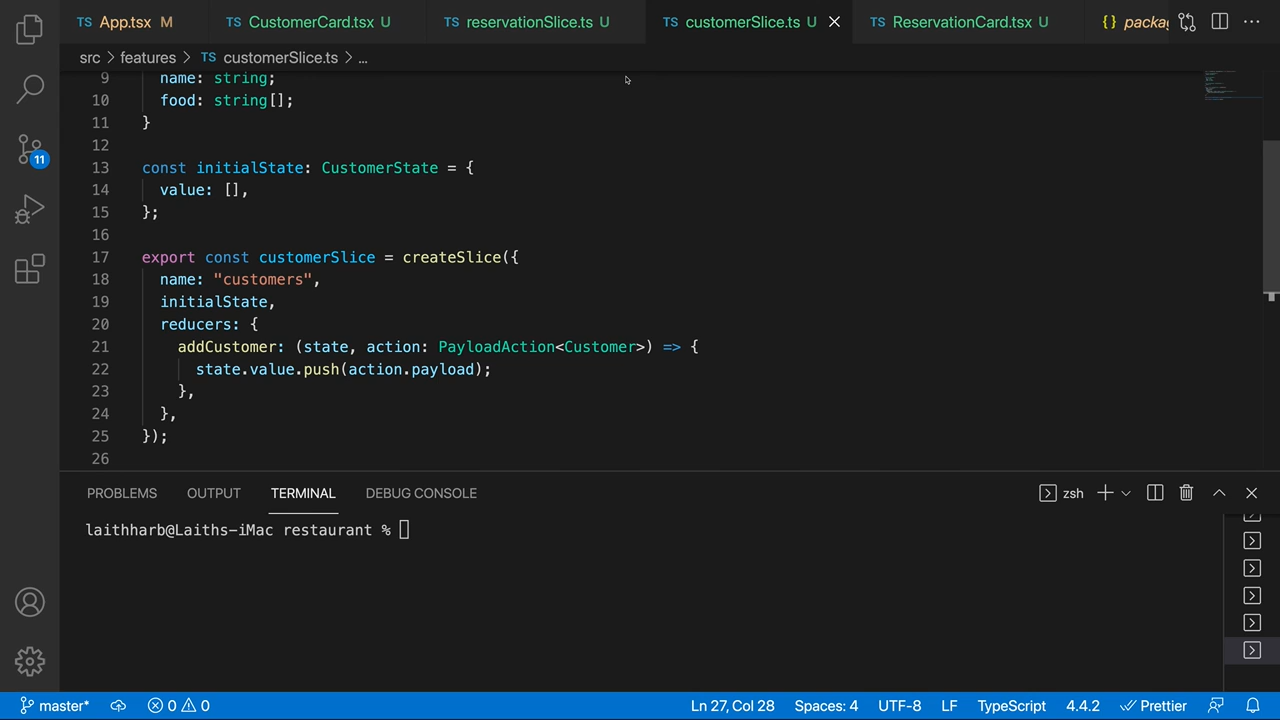 TS App.tsx M TS CustomerCard.tsx U TS reservationSlice.ts U TS customerSlice.ts U TS ReservationCard.tsx U {} packa
src > features > TS customerSlice.ts > ...
9 name: string;
10 food: string[];
11 }
12
13 const initialState: CustomerState = {
14 value: [],
15 };
16
17 export const customerSlice = createSlice({
18 name: "customers",
19 initialState,
20 reducers: {
21 addCustomer: (state, action: PayloadAction<Customer>) => {
22 state.value.push(action.payload);
23 },
24 },
25 });
26
11
PROBLEMS OUTPUT TERMINAL DEBUG CONSOLE zsh
laithharb@Laiths-iMac restaurant %
master* 0 0 Ln 27, Col 28 Spaces: 4 UTF-8 LF TypeScript 4.4.2 Prettier